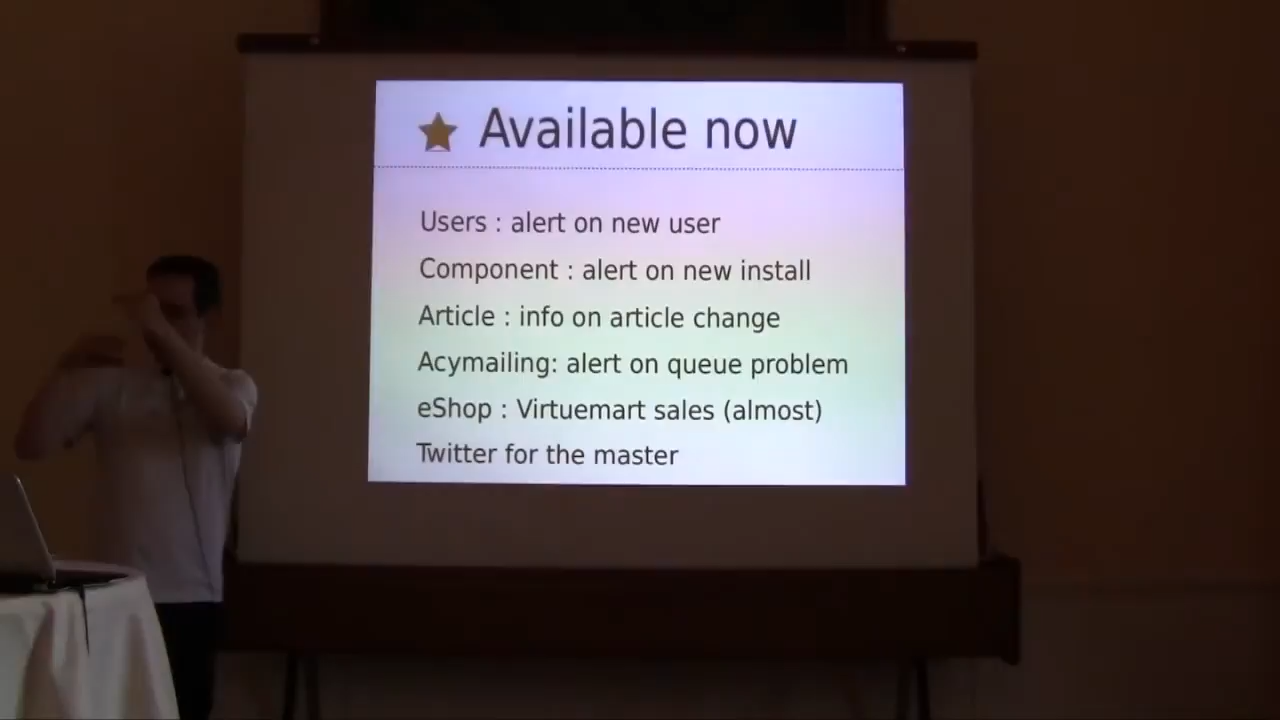 Available now
Users : alert on new user
Component : alert on new install
Article : info on article change
Acymailing: alert on queue problem
eShop : Virtuemart sales (almost)
Twitter for the master